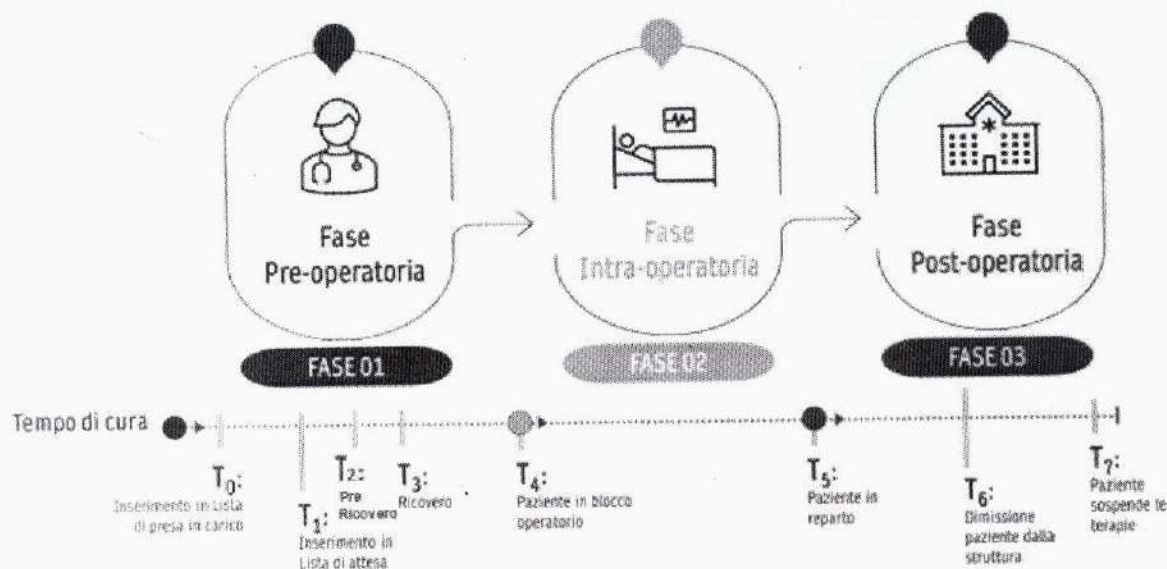 Fase
Pre-operatoria
Fase
Intra-operatoria
Fase
Post-operatoria
FASE 01
FASE 02
FASE 03
Tempo di cura
T0:
Inserimento in Lista
di presa in carico
T1:
Inserimento in
Lista di attesa
T2:
Pre
Ricovero
T3:
Ricovero
T4:
Paziente in blocco
operatorio
T5:
Paziente in
reparto
T6:
Dimissione
paziente dalla
struttura
T7:
Paziente
sospende le
terapie